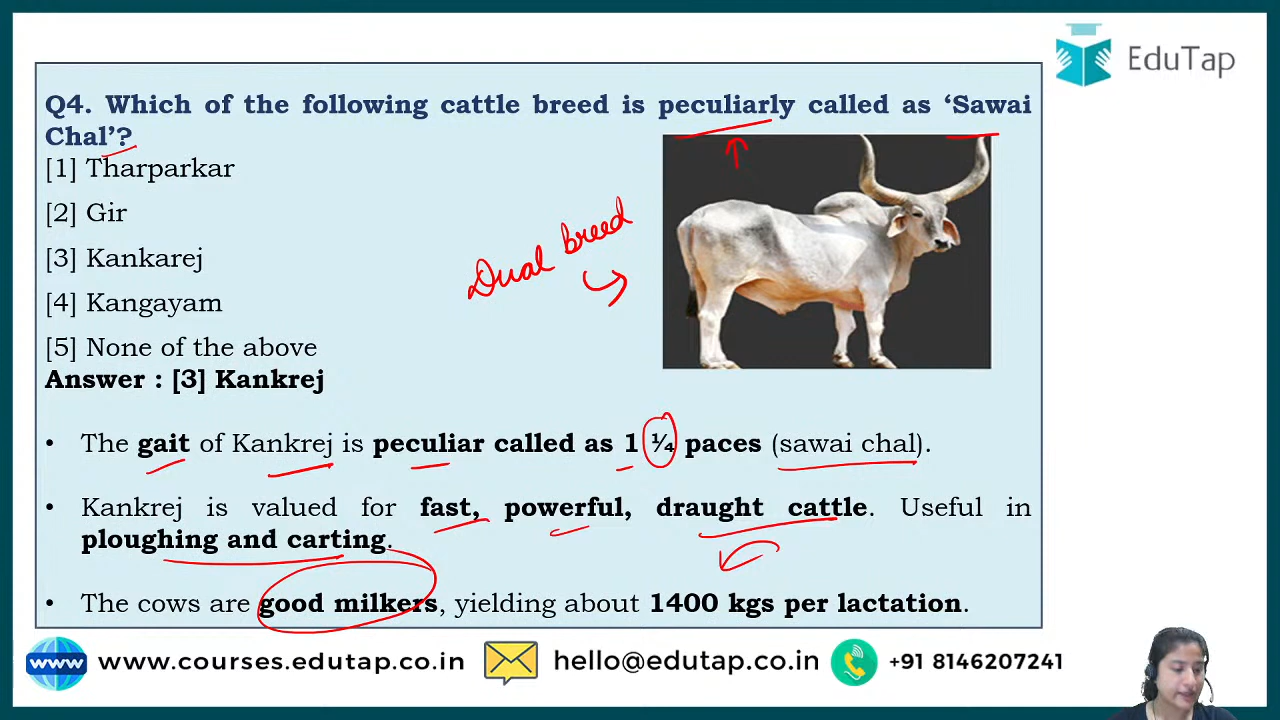 EduTap
Q4. Which of the following cattle breed is peculiarly called as ‘Sawai
Chal’?
[1] Tharparkar
[2] Gir
[3] Kankarej
[4] Kangayam
[5] None of the above
Answer : [3] Kankrej
Dual breed
• The gait of Kankrej is peculiar called as 1 ¼ paces (sawai chal).
• Kankrej is valued for fast, powerful, draught cattle. Useful in
ploughing and carting.
• The cows are good milkers, yielding about 1400 kgs per lactation.
www www.courses.edutap.co.in hello@edutap.co.in +91 8146207241